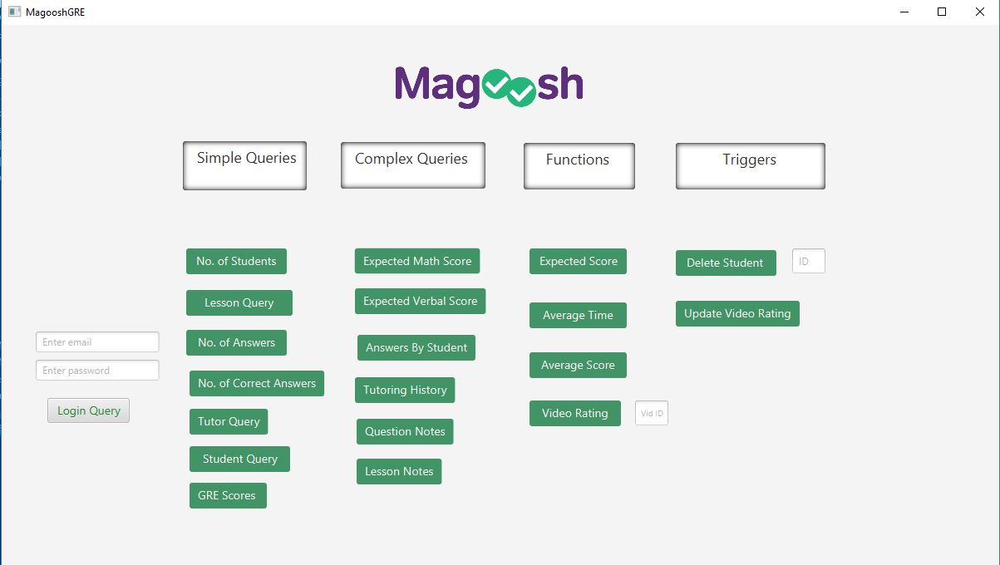 MagooshGRE
Magoosh
Simple Queries
Complex Queries
Functions
Triggers
Enter email
Enter password
Login Query
No. of Students
Lesson Query
No. of Answers
No. of Correct Answers
Tutor Query
Student Query
GRE Scores
Expected Math Score
Expected Verbal Score
Answers By Student
Tutoring History
Question Notes
Lesson Notes
Expected Score
Average Time
Average Score
Video Rating
Vid ID
Delete Student
ID
Update Video Rating